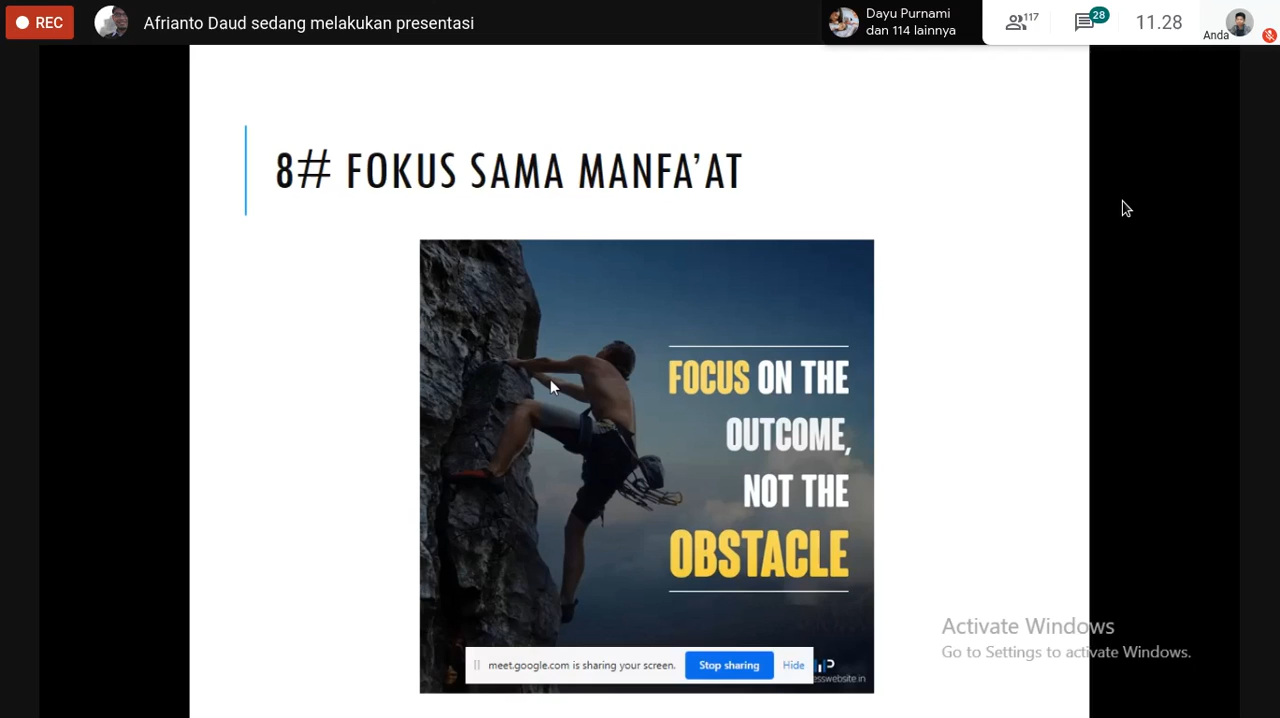 REC
Afrianto Daud sedang melakukan presentasi
Dayu Purnami
dan 114 lainnya
117
28
11.28
Anda
8# FOKUS SAMA MANFA'AT
FOCUS ON THE
OUTCOME,
NOT THE
OBSTACLE
meet.google.com is sharing your screen.
Stop sharing
Hide
esswebsite.in
Activate Windows
Go to Settings to activate Windows.